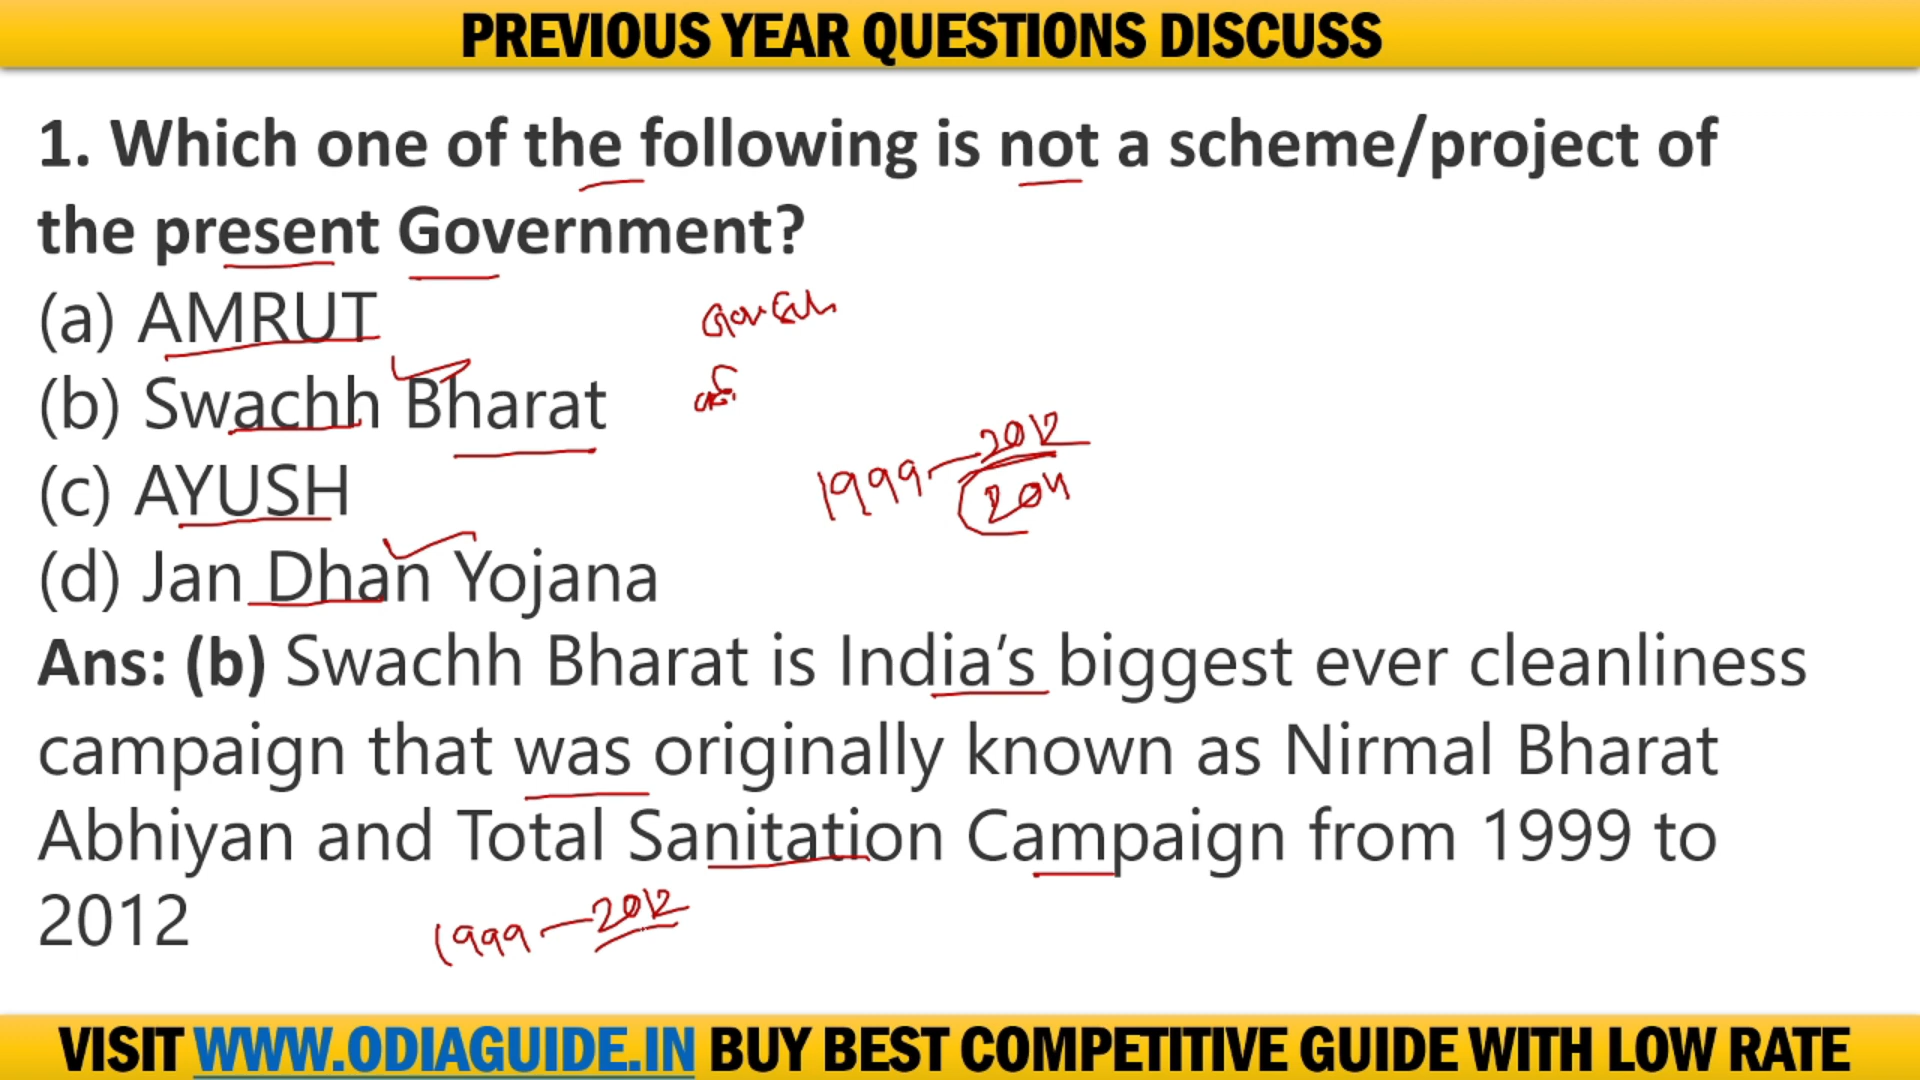 PREVIOUS YEAR QUESTIONS DISCUSS
1. Which one of the following is not a scheme/project of
the present Government?
(a) AMRUT
(b) Swachh Bharat
(c) AYUSH
(d) Jan Dhan Yojana
1999 — 2012
Ans: (b) Swachh Bharat is India’s biggest ever cleanliness
campaign that was originally known as Nirmal Bharat
Abhiyan and Total Sanitation Campaign from 1999 to
2012
1999 — 2012
VISIT WWW.ODIAGUIDE.IN BUY BEST COMPETITIVE GUIDE WITH LOW RATE